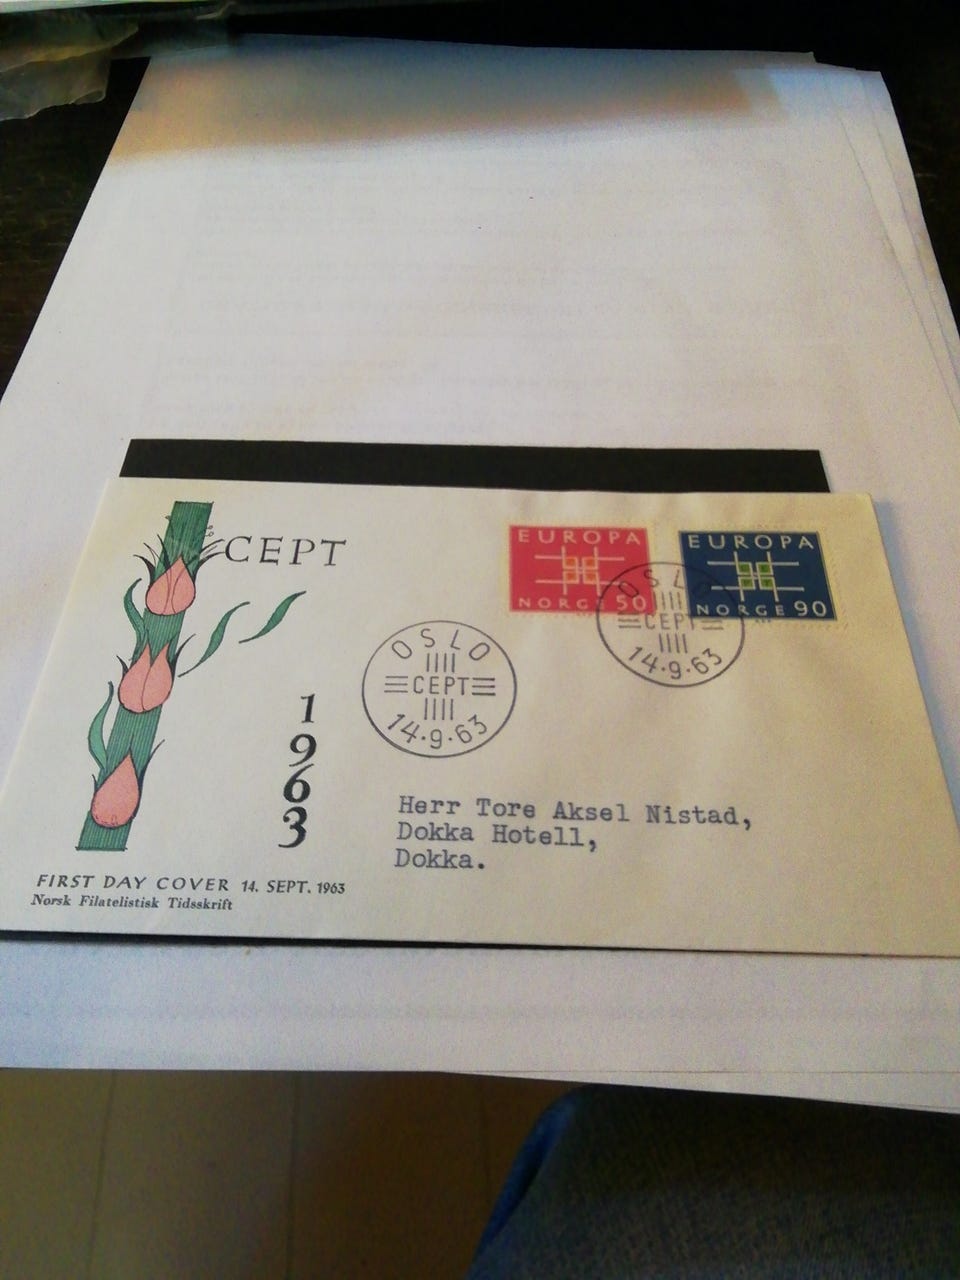 CEPT
EUROPA
NORGE 50
EUROPA
NORGE 90
OSLO
CEPT
14.9.63
OSLO
CEPT
14.9.63
1
9
6
3
Herr Tore Aksel Nistad,
Dokka Hotell,
Dokka.
FIRST DAY COVER 14. SEPT. 1963
Norsk Filatelistisk Tidsskrift